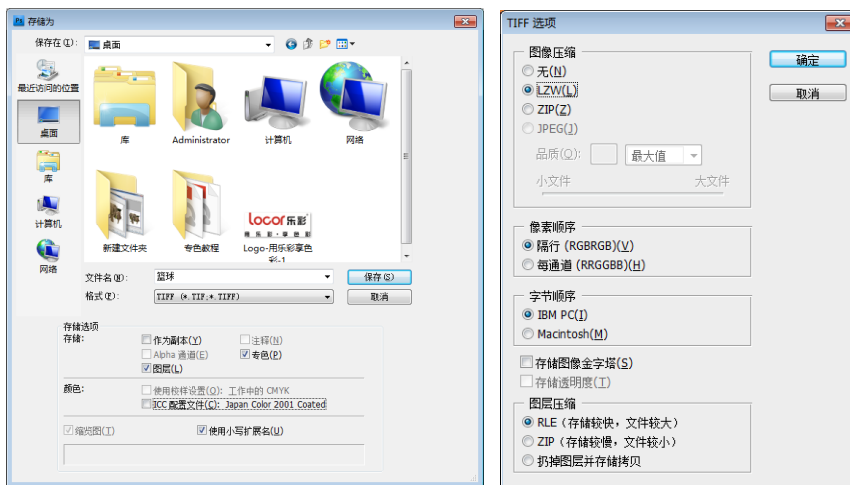 存储为
保存在(I):
桌面
最近访问的位置
桌面
库
计算机
网络
库
Administrator
计算机
网络
新建文件夹
专色教程
locor乐彩
用 乐 彩 · 享 色 彩
Logo-用乐彩享色
彩-1
文件名(N):
篮球
保存(S)
格式(F):
TIFF (*.TIF;*.TIFF)
取消
存储选项
存储:
作为副本(Y)
注释(N)
Alpha 通道(E)
专色(P)
图层(L)
颜色:
使用校样设置(O): 工作中的 CMYK
ICC 配置文件(C): Japan Color 2001 Coated
缩览图(T)
使用小写扩展名(U)
TIFF 选项
图像压缩
无(N)
LZW(L)
ZIP(Z)
JPEG(J)
品质(Q):
最大值
小文件
大文件
确定
取消
像素顺序
隔行 (RGBRGB)(V)
每通道 (RRGGBB)(H)
字节顺序
IBM PC(I)
Macintosh(M)
存储图像金字塔(S)
存储透明度(T)
图层压缩
RLE（存储较快，文件较大）
ZIP（存储较慢，文件较小）
扔掉图层并存储拷贝